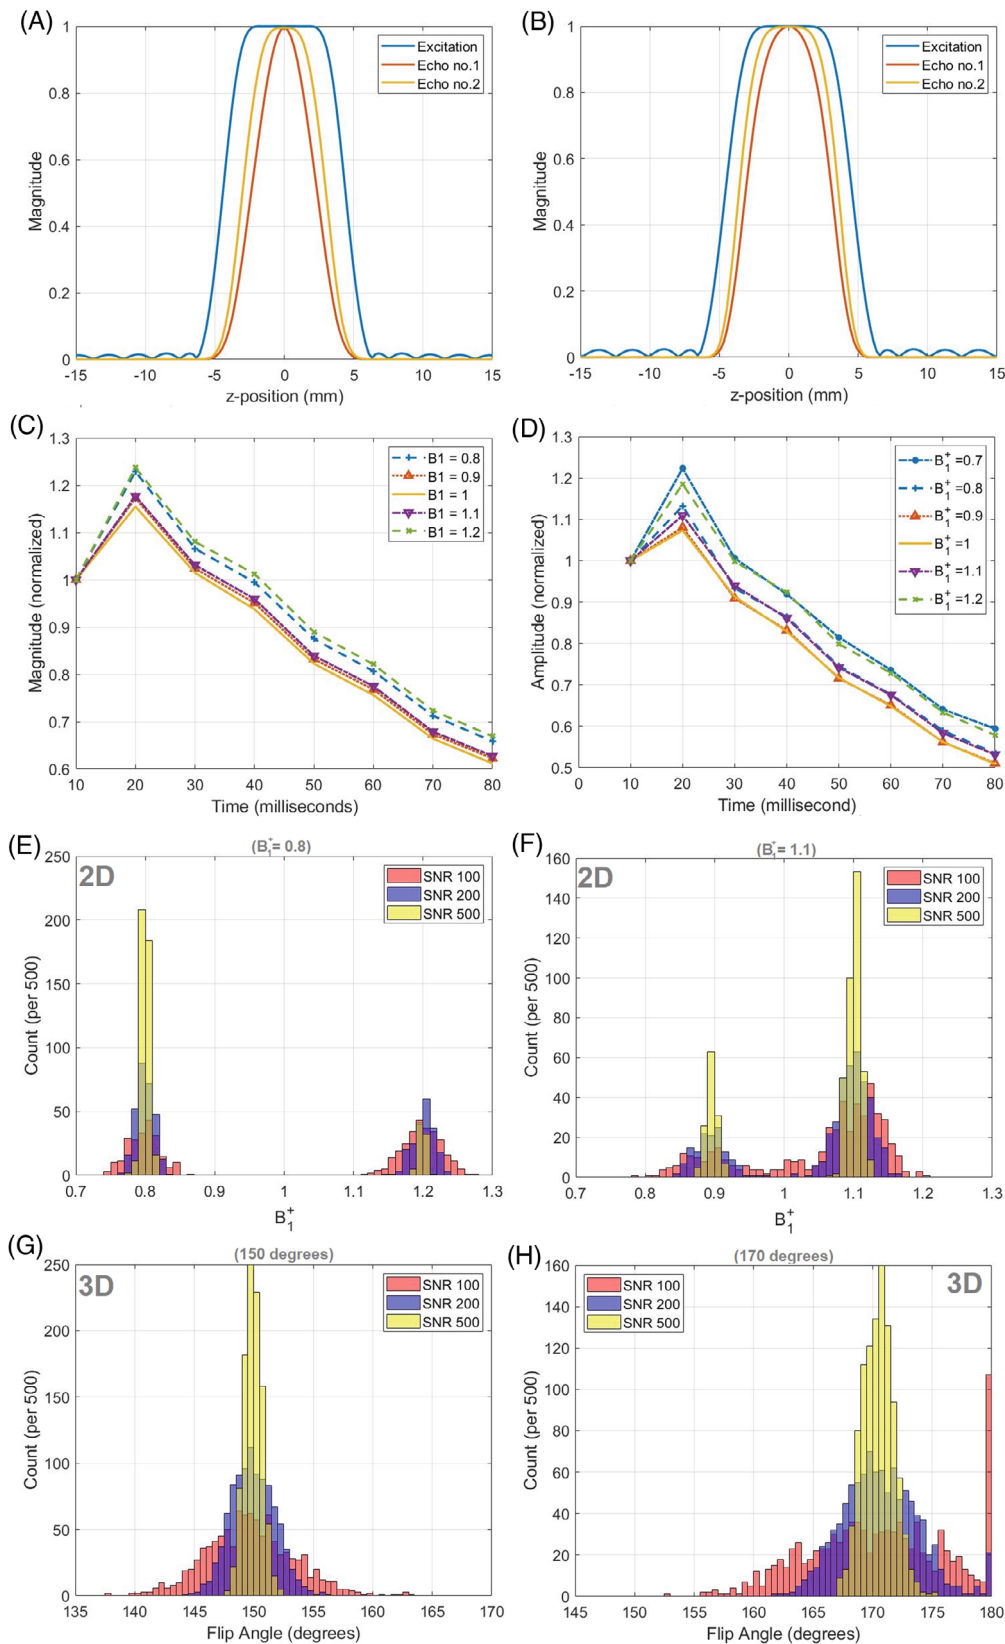 (A)
1
0.8
0.6
0.4
0.2
0
Magnitude
-15
-10
-5
0
5
10
15
z-position (mm)
Excitation
Echo no.1
Echo no.2
(B)
1
0.8
0.6
0.4
0.2
0
Magnitude
-15
-10
-5
0
5
10
15
z-position (mm)
Excitation
Echo no.1
Echo no.2
(C)
1.3
1.2
1.1
1
0.9
0.8
0.7
0.6
Magnitude (normalized)
10
20
30
40
50
60
70
80
Time (milliseconds)
B1 = 0.8
B1 = 0.9
B1 = 1
B1 = 1.1
B1 = 1.2
(D)
1.3
1.2
1.1
1
0.9
0.8
0.7
0.6
0.5
Amplitude (normalized)
0
10
20
30
40
50
60
70
80
Time (millisecond)
B1+ =0.7
B1+ =0.8
B1+ =0.9
B1+ =1
B1+ =1.1
B1+ =1.2
(E)
(B1+= 0.8)
2D
250
200
150
100
50
0
Count (per 500)
0.7
0.8
0.9
1
1.1
1.2
1.3
B1+
SNR 100
SNR 200
SNR 500
(F)
(B1+= 1.1)
2D
160
140
120
100
80
60
40
20
0
Count (per 500)
0.7
0.8
0.9
1
1.1
1.2
1.3
B1+
SNR 100
SNR 200
SNR 500
(G)
(150 degrees)
3D
250
200
150
100
50
0
Count (per 500)
135
140
145
150
155
160
165
170
Flip Angle (degrees)
SNR 100
SNR 200
SNR 500
(H)
(170 degrees)
3D
160
140
120
100
80
60
40
20
0
Count (per 500)
145
150
155
160
165
170
175
180
Flip Angle (degrees)
SNR 100
SNR 200
SNR 500